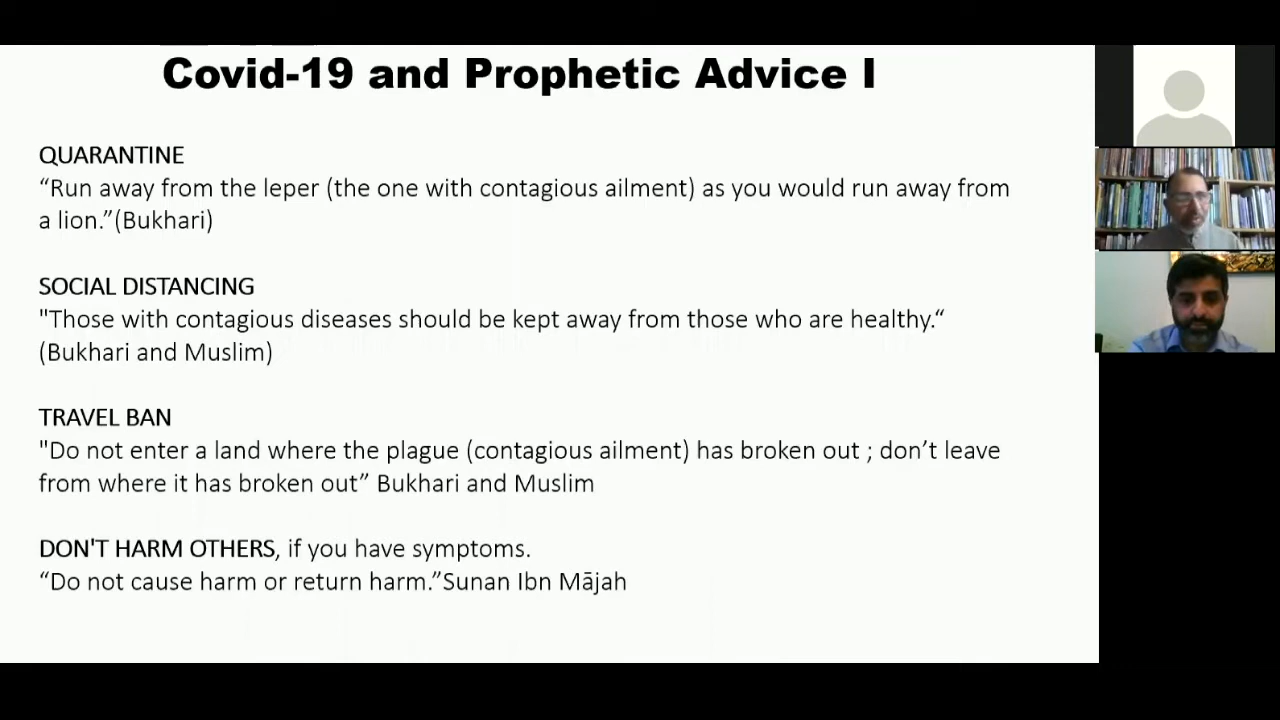 Covid-19 and Prophetic Advice I
QUARANTINE
“Run away from the leper (the one with contagious ailment) as you would run away from
a lion.”(Bukhari)
SOCIAL DISTANCING
"Those with contagious diseases should be kept away from those who are healthy.“
(Bukhari and Muslim)
TRAVEL BAN
"Do not enter a land where the plague (contagious ailment) has broken out ; don’t leave
from where it has broken out” Bukhari and Muslim
DON'T HARM OTHERS, if you have symptoms.
“Do not cause harm or return harm.”Sunan Ibn Mājah